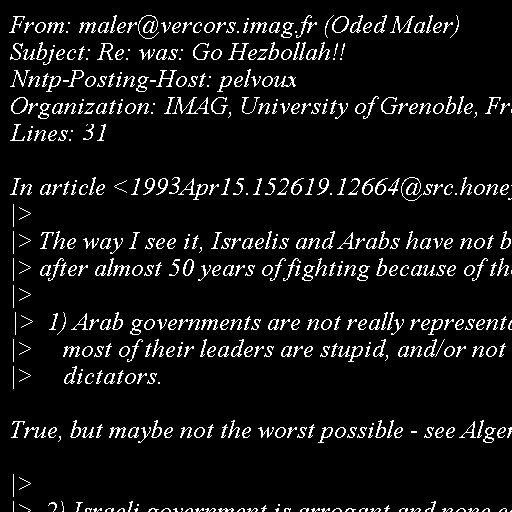 From: maler@vercors.imag.fr (Oded Maler)
Subject: Re: was: Go Hezbollah!!
Nntp-Posting-Host: pelvoux
Organization: IMAG, University of Grenoble, Fr
Lines: 31

In article <1993Apr15.152619.12664@src.honey
|>
|> The way I see it, Israelis and Arabs have not b
|> after almost 50 years of fighting because of th
|>
|>  1) Arab governments are not really representa
|>     most of their leaders are stupid, and/or not
|>     dictators.

True, but maybe not the worst possible - see Alger

|>
|>  2) Israeli government is arrogant and none